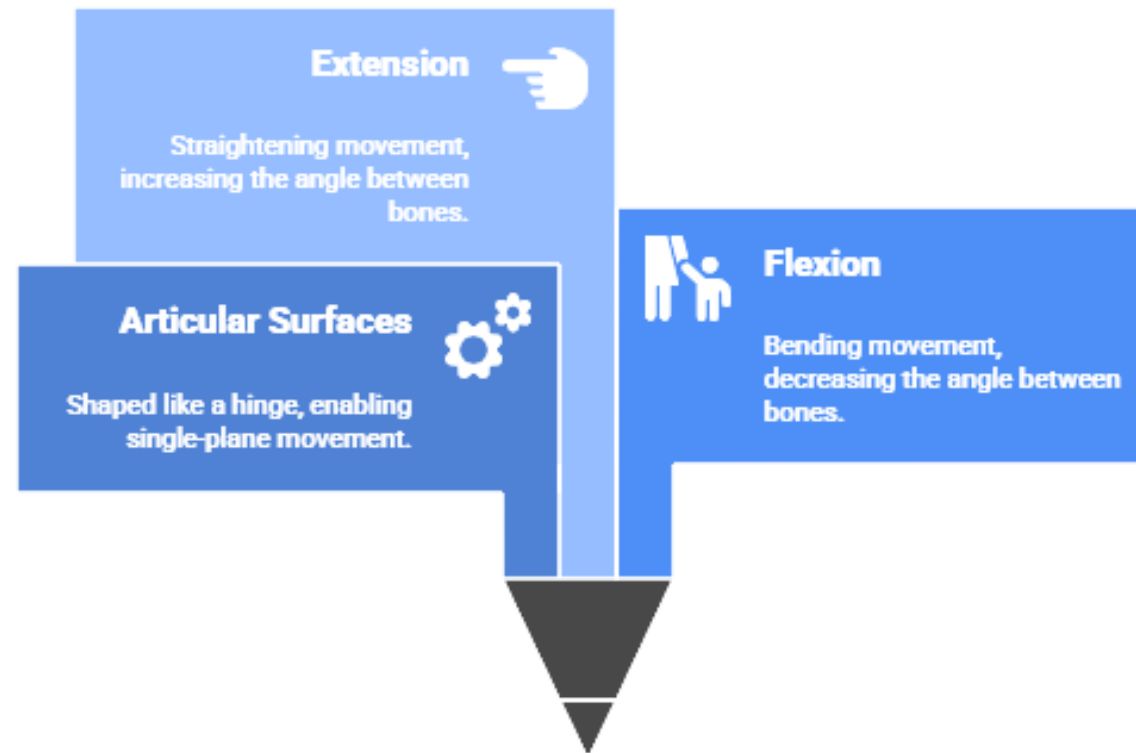 Extension
Straightening movement,
increasing the angle between
bones.
Articular Surfaces
Shaped like a hinge, enabling
single-plane movement.
Flexion
Bending movement,
decreasing the angle between
bones.